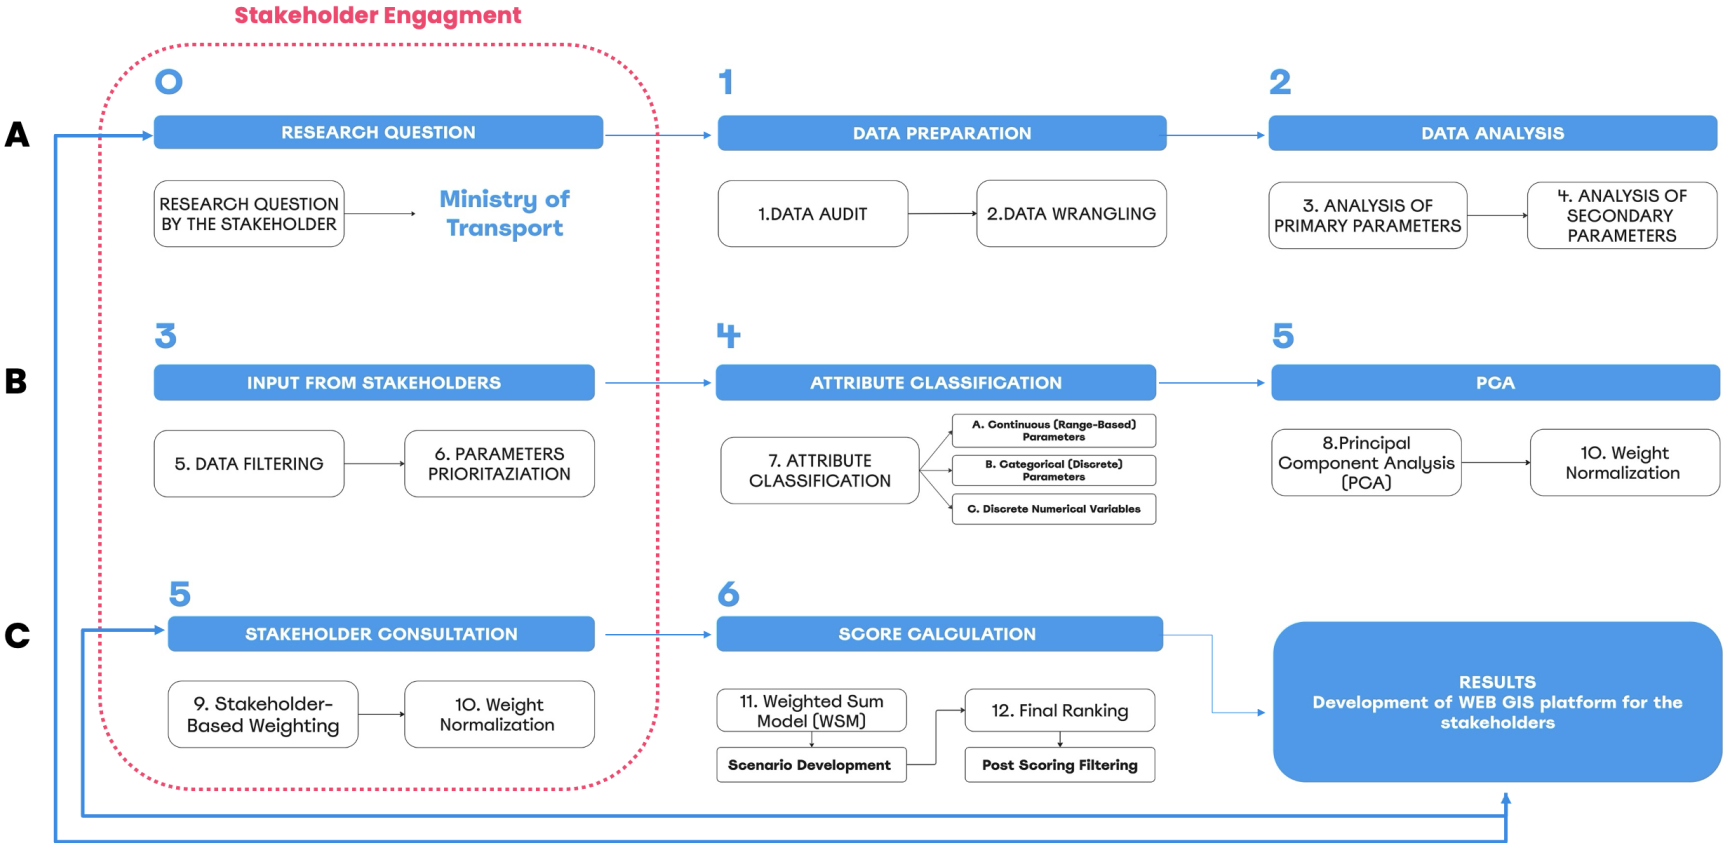 Stakeholder Engagment
0
1
2
A
RESEARCH QUESTION
DATA PREPARATION
DATA ANALYSIS
RESEARCH QUESTION
BY THE STAKEHOLDER
Ministry of
Transport
1.DATA AUDIT
2.DATA WRANGLING
3. ANALYSIS OF
PRIMARY PARAMETERS
4. ANALYSIS OF
SECONDARY
PARAMETERS
3
4
5
B
INPUT FROM STAKEHOLDERS
ATTRIBUTE CLASSIFICATION
PCA
5. DATA FILTERING
6. PARAMETERS
PRIORITAZIATION
7. ATTRIBUTE
CLASSIFICATION
A. Continuous (Range-Based)
Parameters
B. Categorical (Discrete)
Parameters
C. Discrete Numerical Variables
8.Principal
Component Analysis
(PCA)
10. Weight
Normalization
5
6
C
STAKEHOLDER CONSULTATION
SCORE CALCULATION
9. Stakeholder-
Based Weighting
10. Weight
Normalization
11. Weighted Sum
Model (WSM)
Scenario Development
12. Final Ranking
Post Scoring Filtering
RESULTS
Development of WEB GIS platform for the
stakeholders